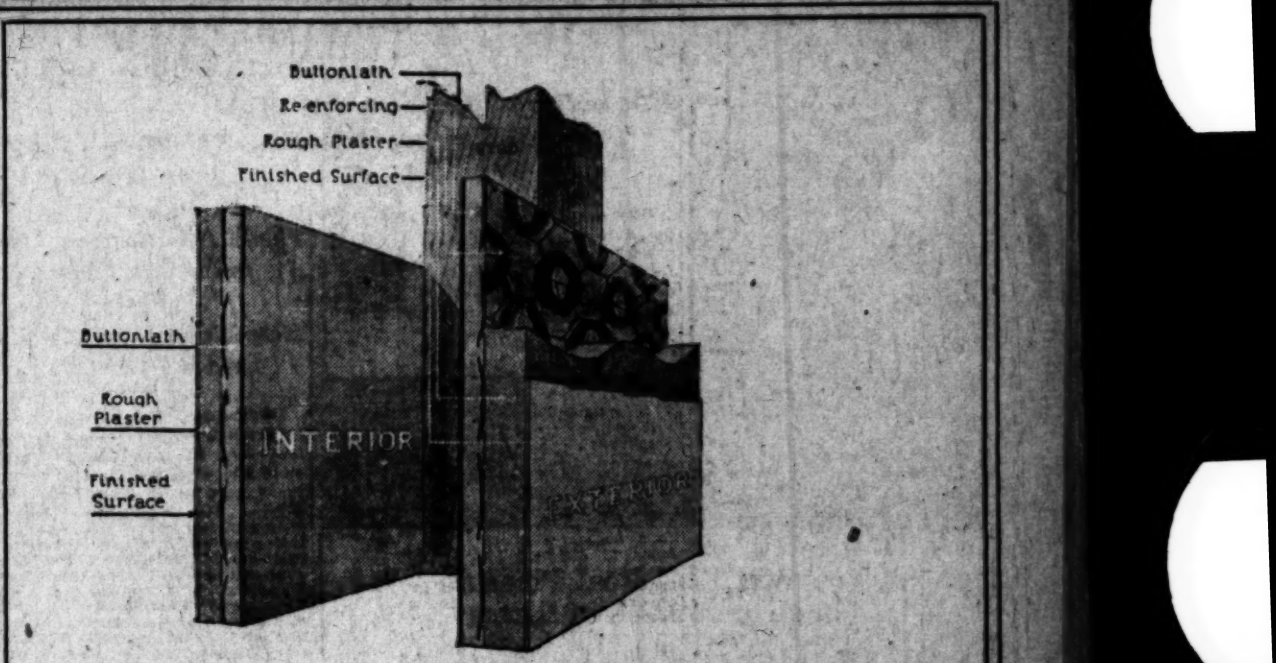 Buttonlath
Re-enforcing
Rough Plaster
Finished Surface
Buttonlath
Rough
Plaster
Finished
Surface
INTERIOR
EXTERIOR